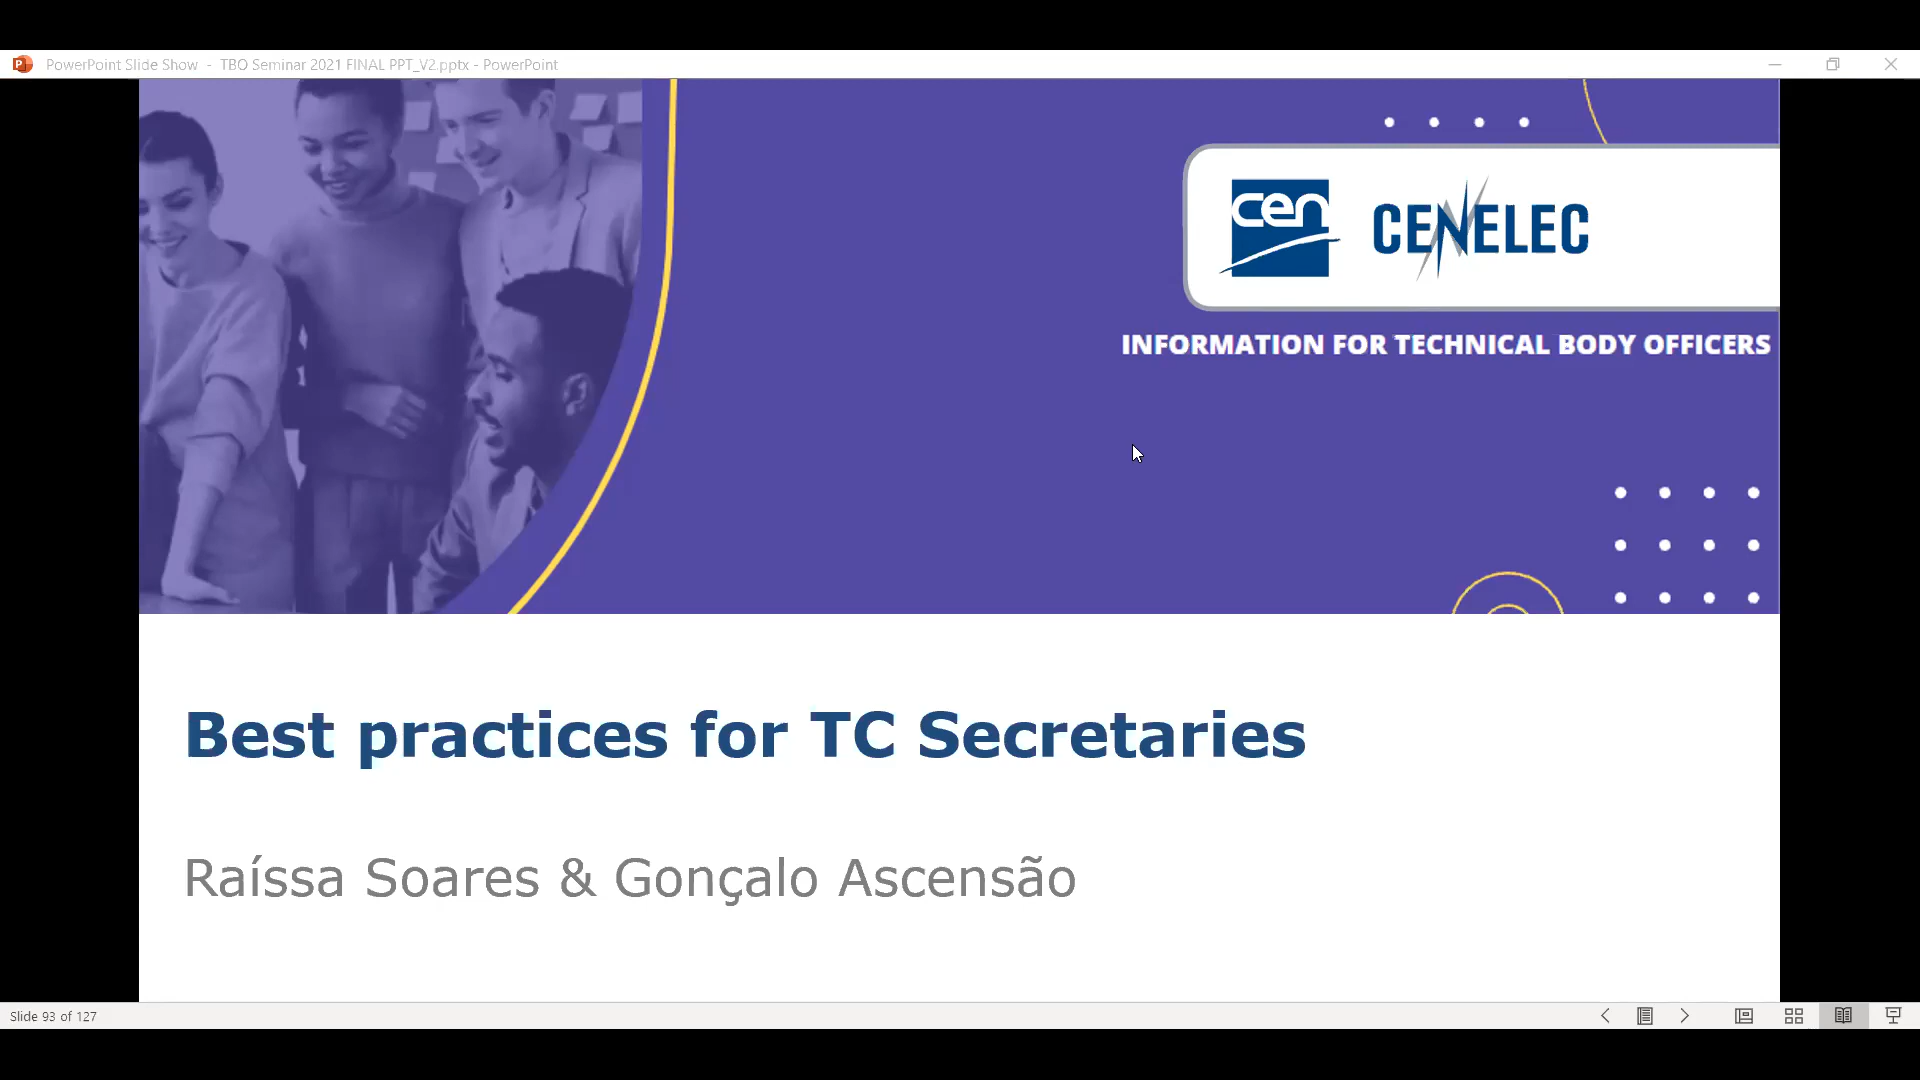 PowerPoint Slide Show - TBO Seminar 2021 FINAL PPT_V2.pptx - PowerPoint
cen
CENELEC
INFORMATION FOR TECHNICAL BODY OFFICERS
Best practices for TC Secretaries
Raíssa Soares & Gonçalo Ascensão
Slide 93 of 127